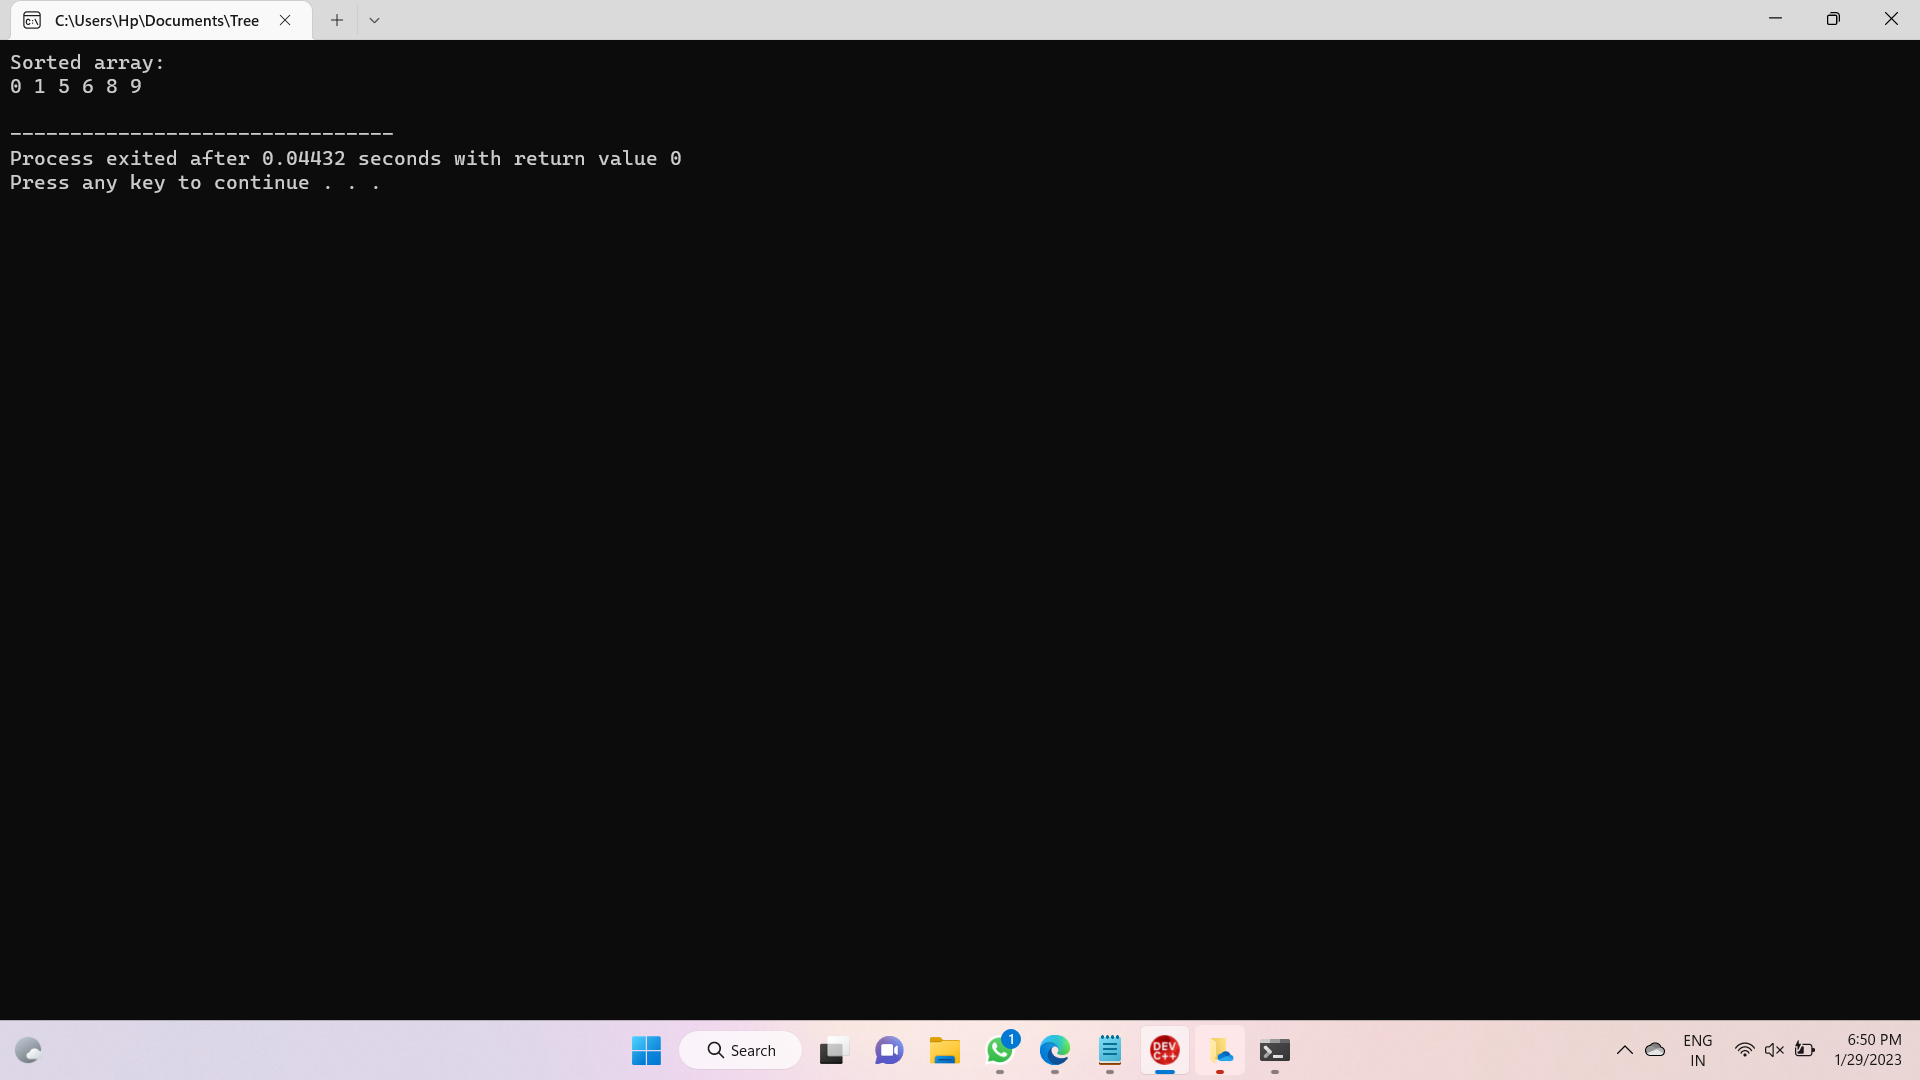 C:\Users\Hp\Documents\Tree
Sorted array:
0 1 5 6 8 9
--------------------------------
Process exited after 0.04432 seconds with return value 0
Press any key to continue . . .
Search
1
DEV
C++
ENG
IN
6:50 PM
1/29/2023